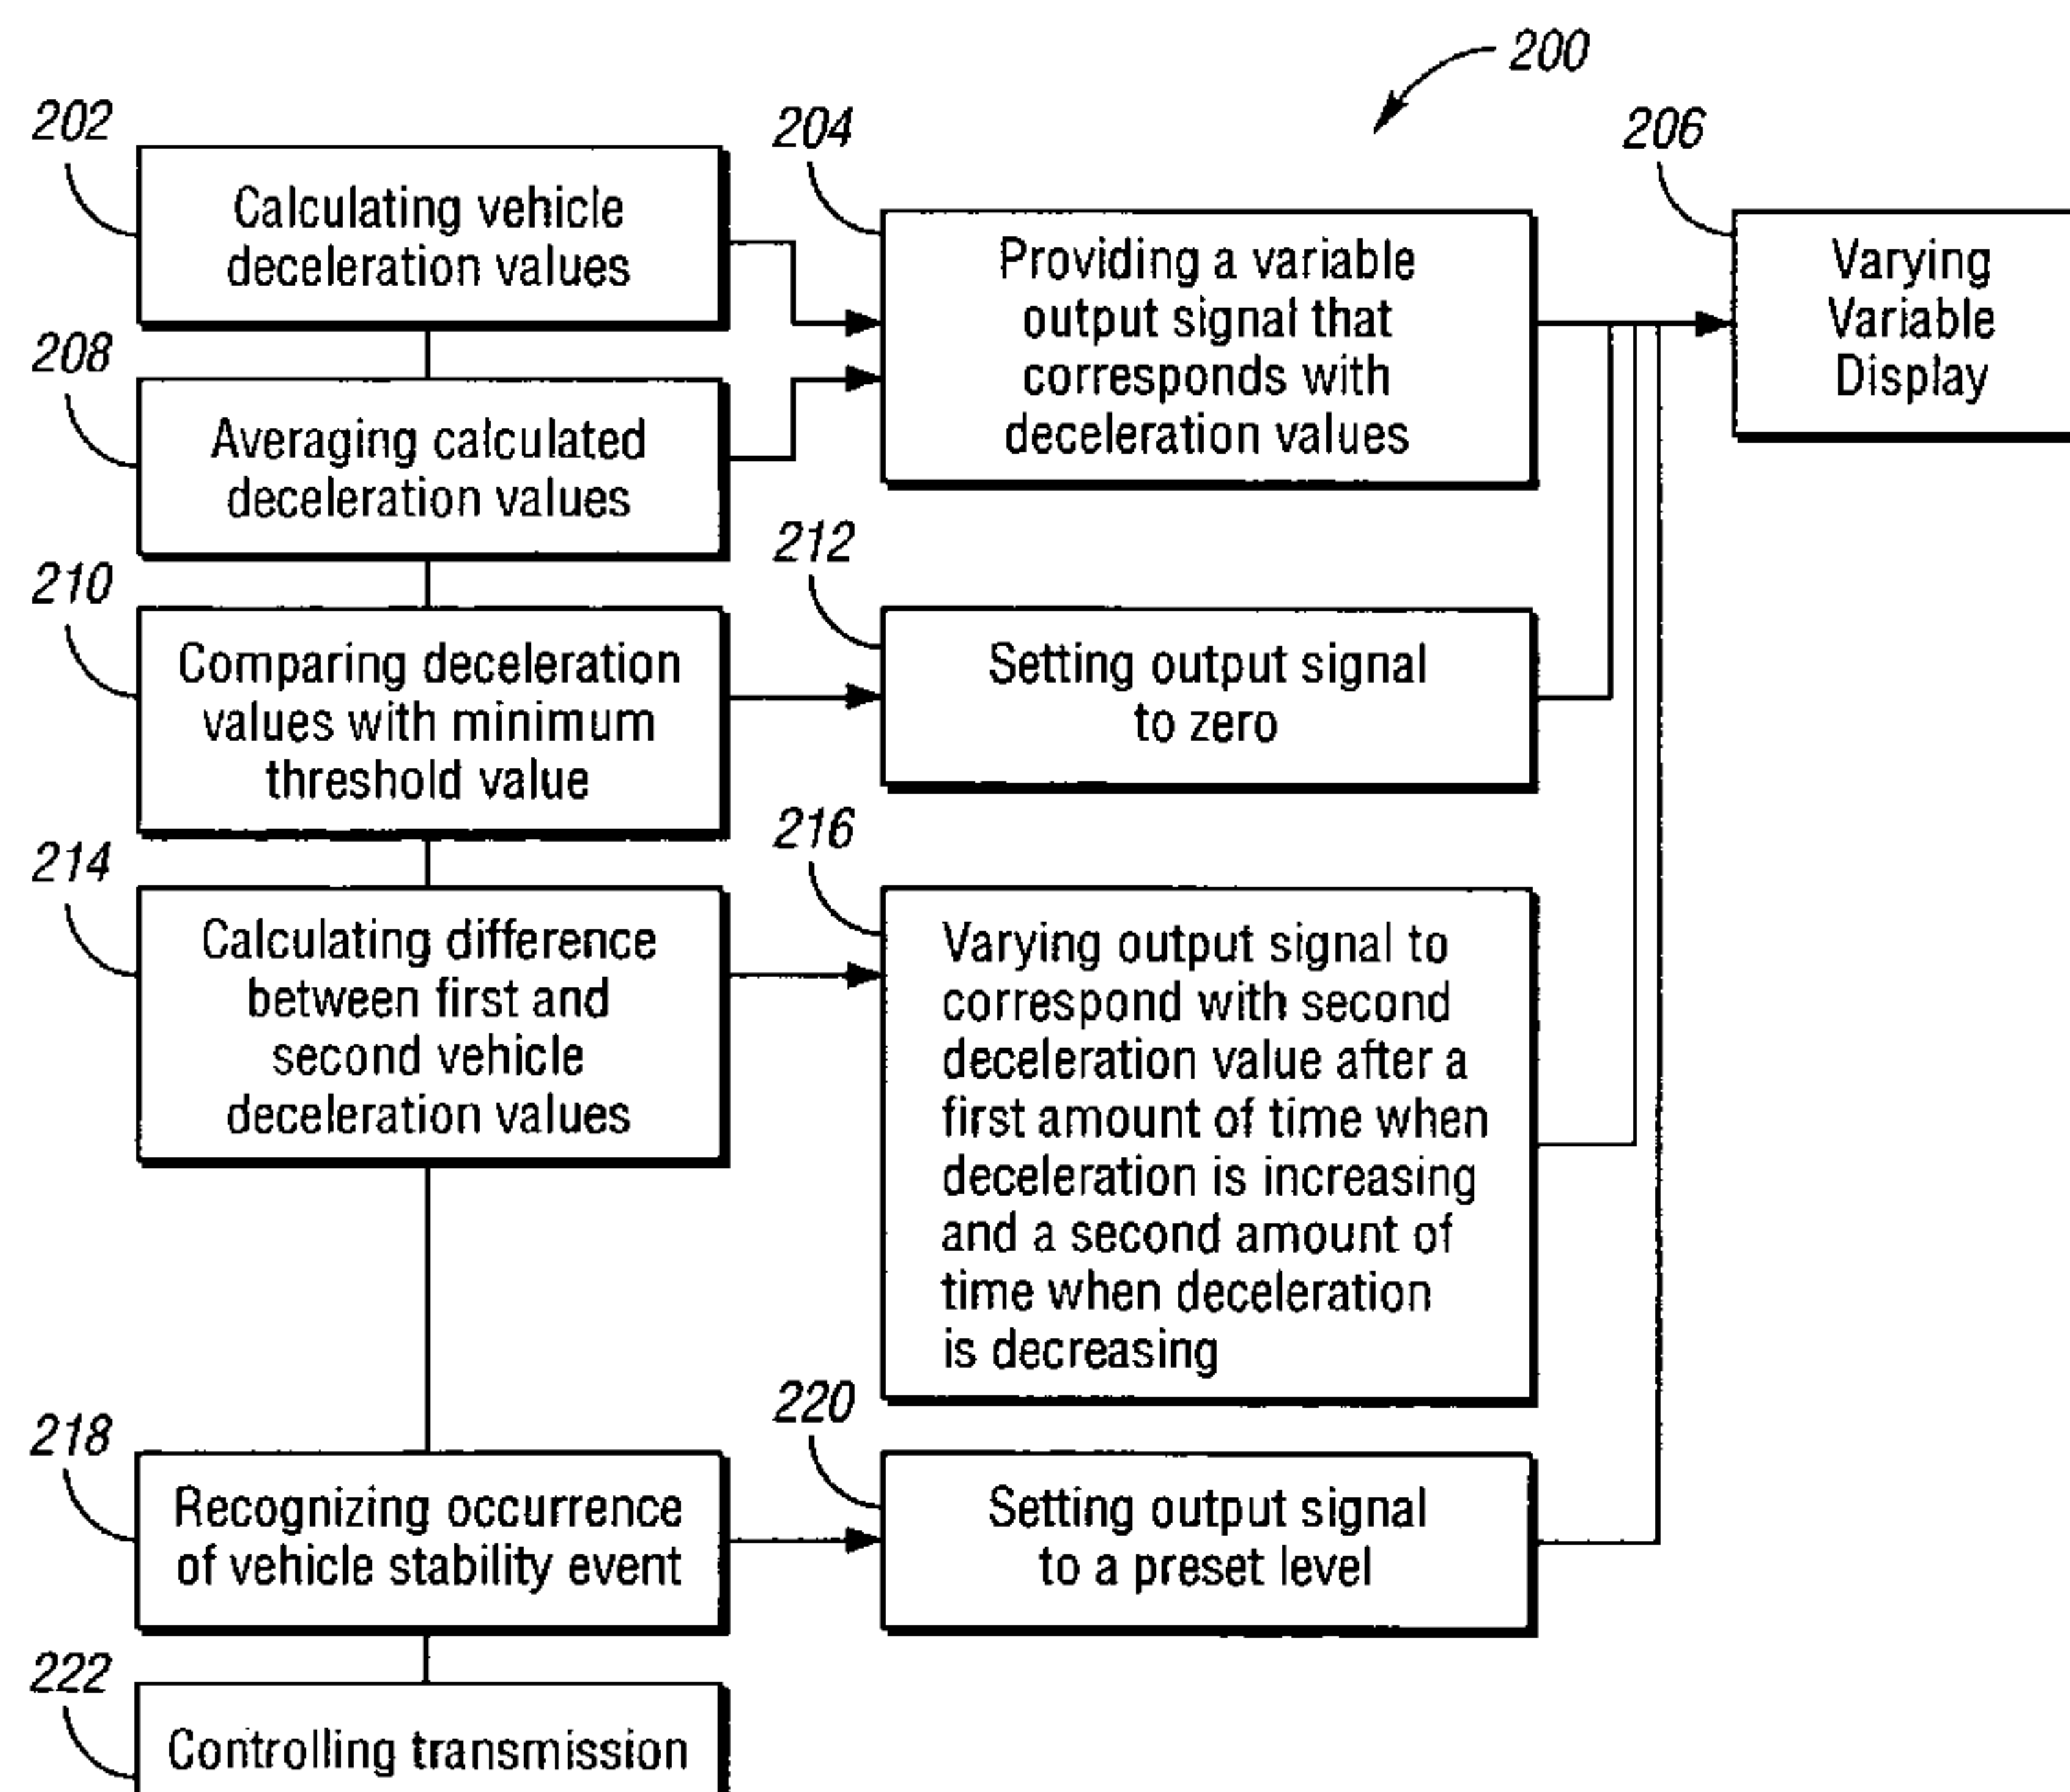 200
202
Calculating vehicle
deceleration values
204
Providing a variable
output signal that
corresponds with
deceleration values
206
Varying
Variable
Display
208
Averaging calculated
deceleration values
210
Comparing deceleration
values with minimum
threshold value
212
Setting output signal
to zero
214
Calculating difference
between first and
second vehicle
deceleration values
216
Varying output signal to
correspond with second
deceleration value after a
first amount of time when
deceleration is increasing
and a second amount of
time when deceleration
is decreasing
218
Recognizing occurrence
of vehicle stability event
220
Setting output signal
to a preset level
222
Controlling transmission